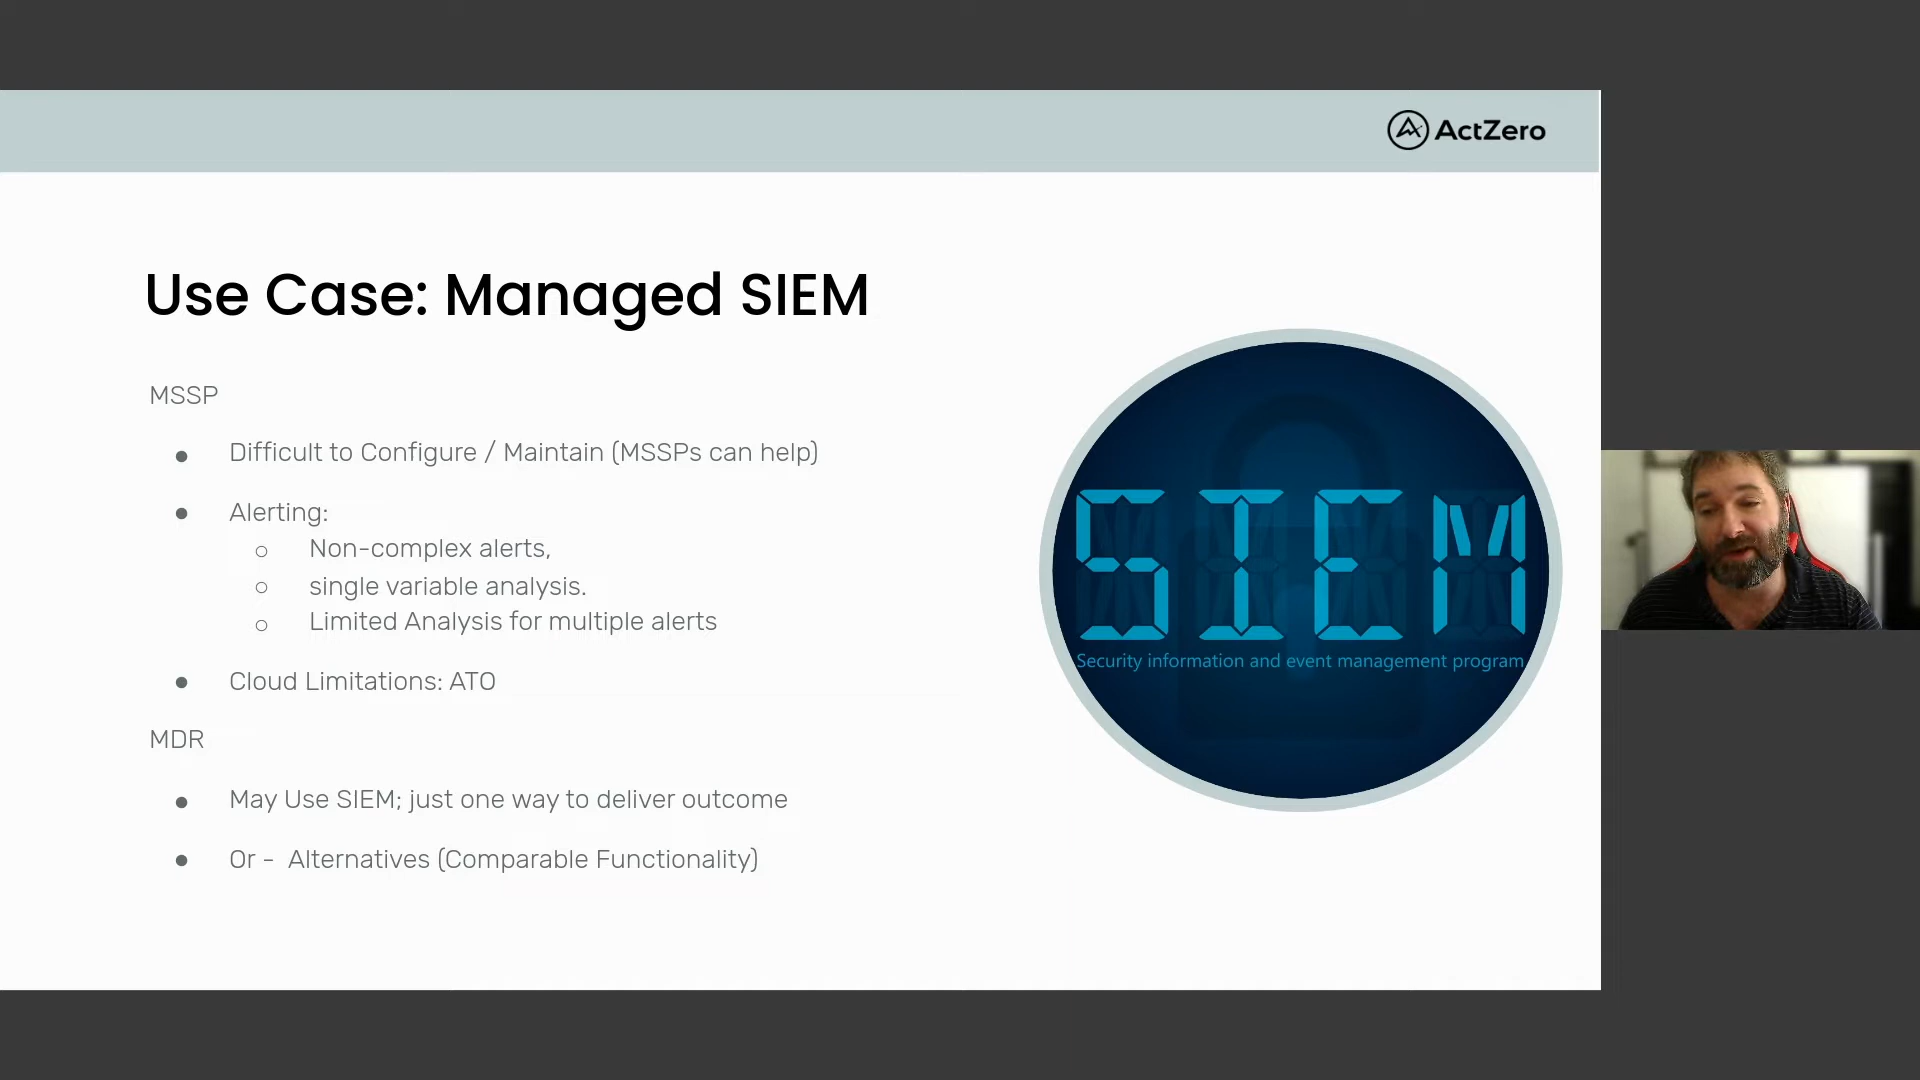 ActZero
Use Case: Managed SIEM
MSSP
Difficult to Configure / Maintain (MSSPs can help)
Alerting:
Non-complex alerts,
single variable analysis.
Limited Analysis for multiple alerts
Cloud Limitations: ATO
MDR
May Use SIEM; just one way to deliver outcome
Or - Alternatives (Comparable Functionality)
SIEM
Security information and event management program